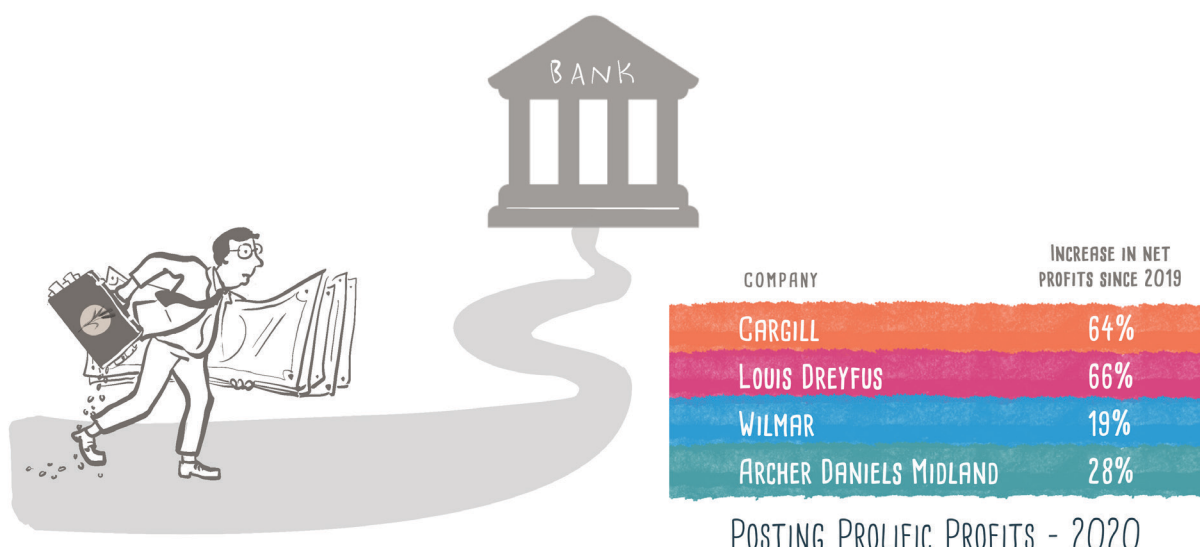 BANK
COMPANY INCREASE IN NET
PROFITS SINCE 2019
CARGILL 64%
LOUIS DREYFUS 66%
WILMAR 19%
ARCHER DANIELS MIDLAND 28%
POSTING PROLIFIC PROFITS - 2020